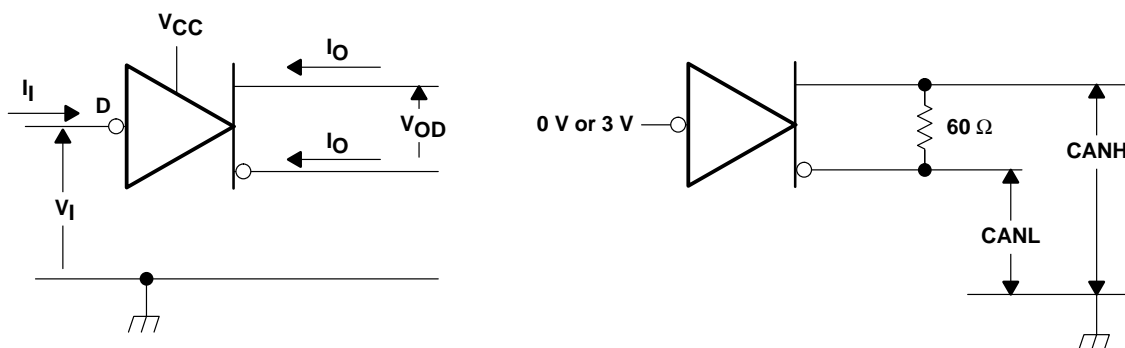 VCC
IO
II
D
VOD
IO
VI
0 V or 3 V
60 Ω
CANH
CANL